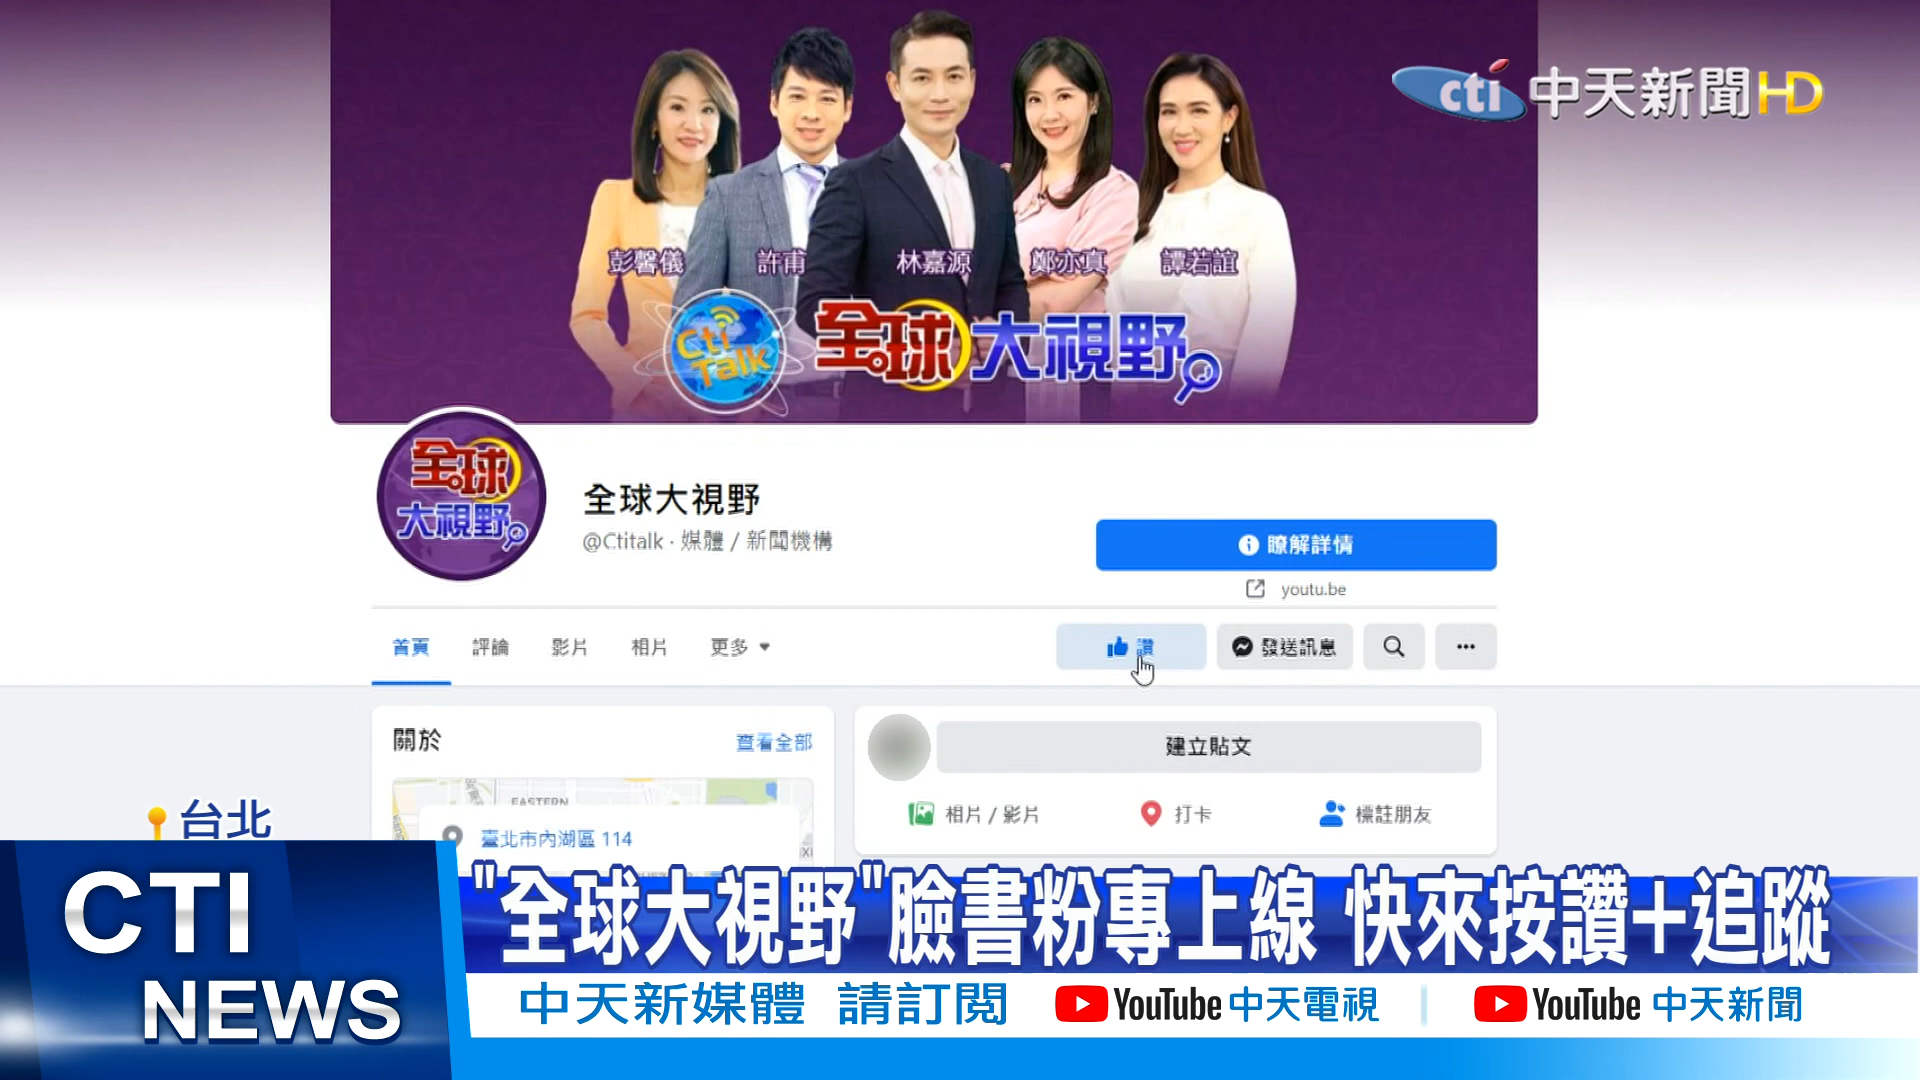 cti 中天新聞HD
彭馨儀 許甫 林嘉源 鄭亦真 譚若誼
Cti Talk 全球大視野
全球
大視野
全球大視野
@Ctitalk · 媒體 / 新聞機構
瞭解詳情
youtu.be
首頁 評論 影片 相片 更多 讚 發送訊息
關於 查看全部
建立貼文
EASTERN
相片 / 影片 打卡 標註朋友
臺北市內湖區 114
台北
CTI
NEWS
"全球大視野"臉書粉專上線 快來按讚+追蹤
中天新媒體 請訂閱 YouTube 中天電視 | YouTube 中天新聞